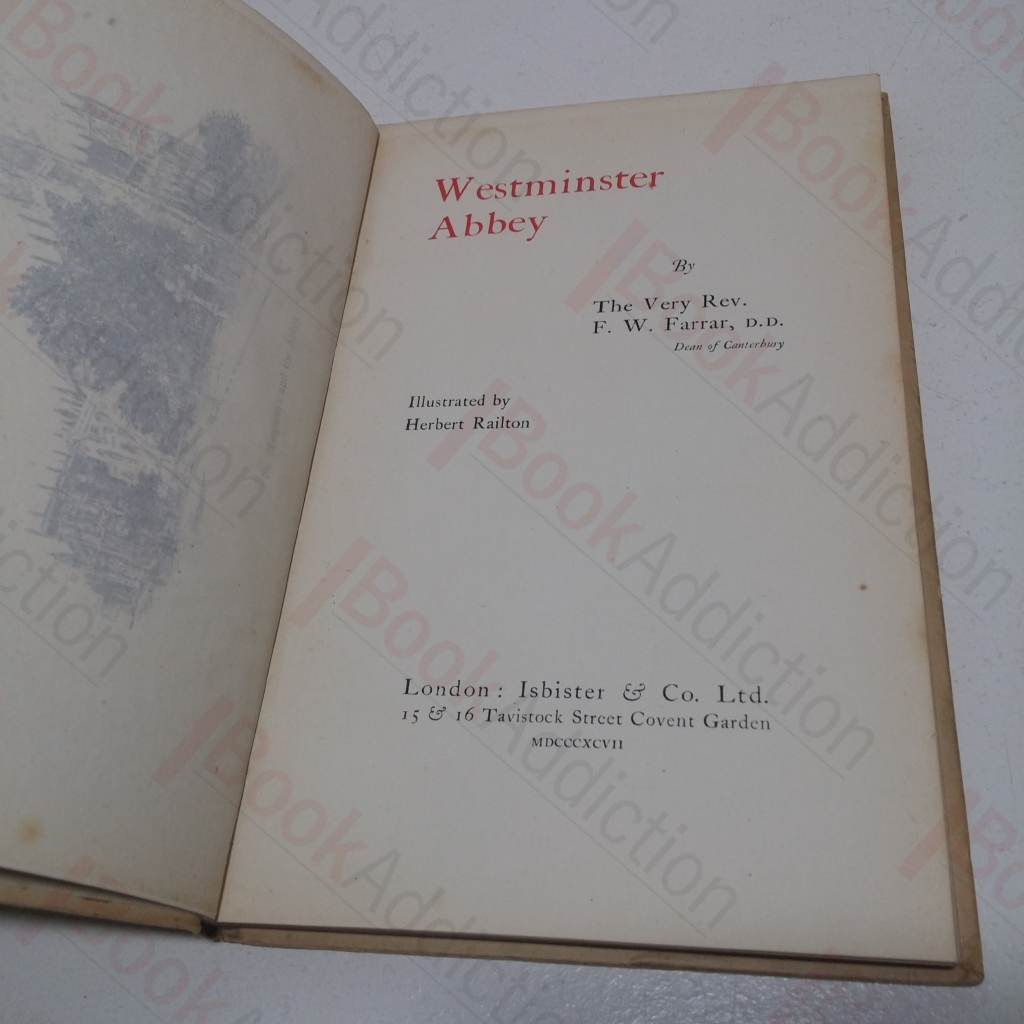 Westminster
Abbey
By
The Very Rev.
F. W. Farrar, D.D.
Dean of Canterbury
Illustrated by
Herbert Railton
London: Isbister & Co. Ltd.
15 & 16 Tavistock Street Covent Garden
MDCCCXCVII
BookAddiction